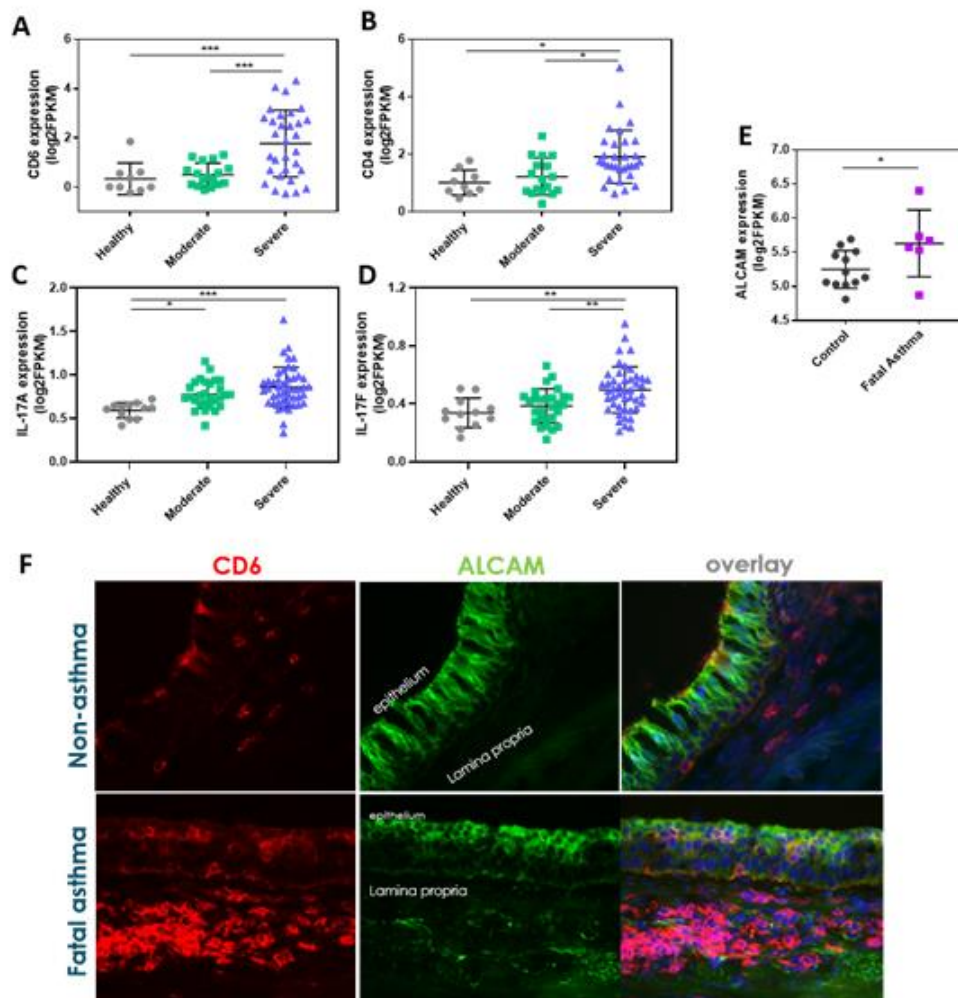 A
CD6 expression
(log2FPKM)
6
4
2
0
***
***
Healthy
Moderate
Severe
B
CD4 expression
(log2FPKM)
6
4
2
0
*
*
Healthy
Moderate
Severe
C
IL-17A expression
(log2FPKM)
2.0
1.5
1.0
0.5
0.0
***
*
Healthy
Moderate
Severe
D
IL-17F expression
(log2FPKM)
1.2
0.8
0.4
0.0
**
**
Healthy
Moderate
Severe
E
ALCAM expression
(log2FPKM)
7.0
6.5
6.0
5.5
5.0
4.5
*
Control
Fatal Asthma
F
CD6
ALCAM
overlay
Non-asthma
epithelium
Lamina propria
Fatal asthma
epithelium
Lamina propria